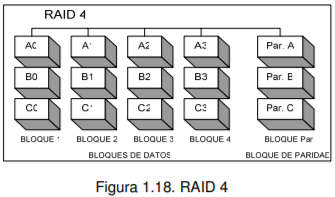 RAID 4
A0 A1 A2 A3 Par. A
B0 B1 B2 B3 Par. B
C0 C1 C2 C3 Par. C
BLOQUE 1 BLOQUE 2 BLOQUE 3 BLOQUE 4 BLOQUE Par
BLOQUES DE DATOS BLOQUE DE PARIDAD
Figura 1.18. RAID 4